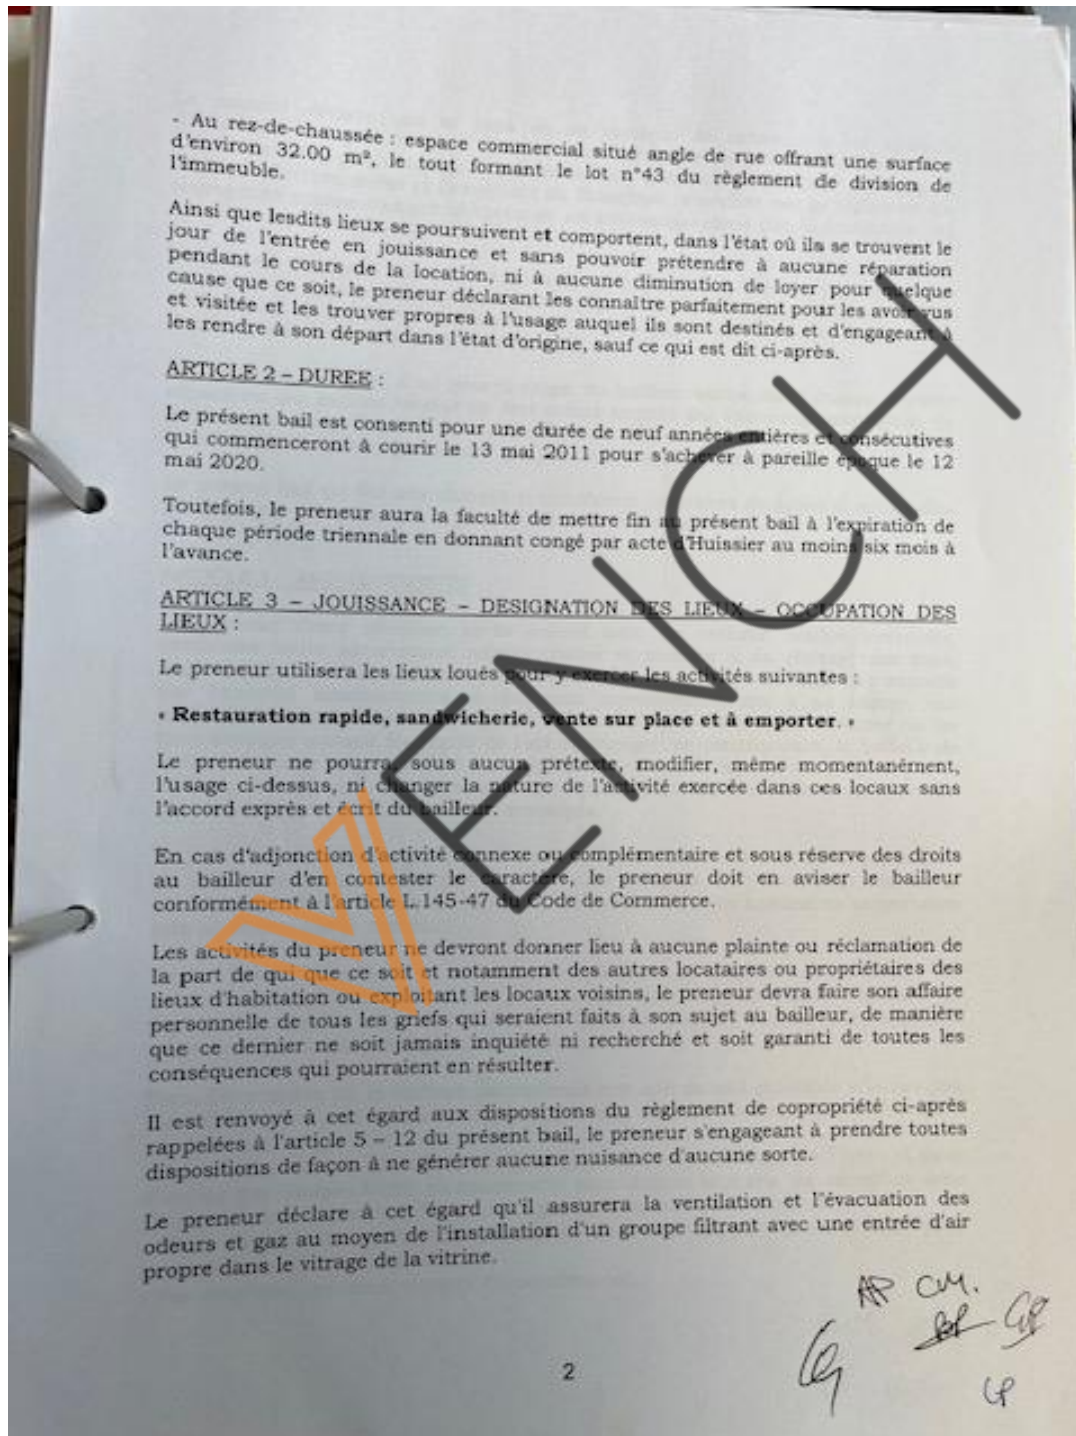 - Au rez-de-chaussée : espace commercial situé angle de rue offrant une surface
d'environ 32.00 m², le tout formant le lot n°43 du règlement de division de
l'immeuble.
Ainsi que lesdits lieux se poursuivent et comportent, dans l'état où ils se trouvent le
jour de l'entrée en jouissance et sans pouvoir prétendre à aucune réparation
pendant le cours de la location, ni à aucune diminution de loyer pour quelque
cause que ce soit, le preneur déclarant les connaître parfaitement pour les avoir vus
et visitée et les trouver propres à l'usage auquel ils sont destinés et d'engageant à
les rendre à son départ dans l'état d'origine, sauf ce qui est dit ci-après.
ARTICLE 2 – DUREE :
Le présent bail est consenti pour une durée de neuf années entières et consécutives
qui commenceront à courir le 13 mai 2011 pour s'achever à pareille époque le 12
mai 2020.
Toutefois, le preneur aura la faculté de mettre fin au présent bail à l'expiration de
chaque période triennale en donnant congé par acte d'Huissier au moins six mois à
l'avance.
ARTICLE 3 – JOUISSANCE – DESIGNATION DES LIEUX – OCCUPATION DES
LIEUX :
Le preneur utilisera les lieux loués pour y exercer les activités suivantes :
« Restauration rapide, sandwicherie, vente sur place et à emporter. »
Le preneur ne pourra, sous aucun prétexte, modifier, même momentanément,
l'usage ci-dessus, ni changer la nature de l'activité exercée dans ces locaux sans
l'accord exprès et écrit du bailleur.
En cas d'adjonction d'activité connexe ou complémentaire et sous réserve des droits
au bailleur d'en contester le caractère, le preneur doit en aviser le bailleur
conformément à l'article L 145-47 du Code de Commerce.
Les activités du preneur ne devront donner lieu à aucune plainte ou réclamation de
la part de qui que ce soit et notamment des autres locataires ou propriétaires des
lieux d'habitation ou exploitant les locaux voisins, le preneur devra faire son affaire
personnelle de tous les griefs qui seraient faits à son sujet au bailleur, de manière
que ce dernier ne soit jamais inquiété ni recherché et soit garanti de toutes les
conséquences qui pourraient en résulter.
Il est renvoyé à cet égard aux dispositions du règlement de copropriété ci-après
rappelées à l'article 5 – 12 du présent bail, le preneur s'engageant à prendre toutes
dispositions de façon à ne générer aucune nuisance d'aucune sorte.
Le preneur déclare à cet égard qu'il assurera la ventilation et l'évacuation des
odeurs et gaz au moyen de l'installation d'un groupe filtrant avec une entrée d'air
propre dans le vitrage de la vitrine.
AP CM.
2
VENCH